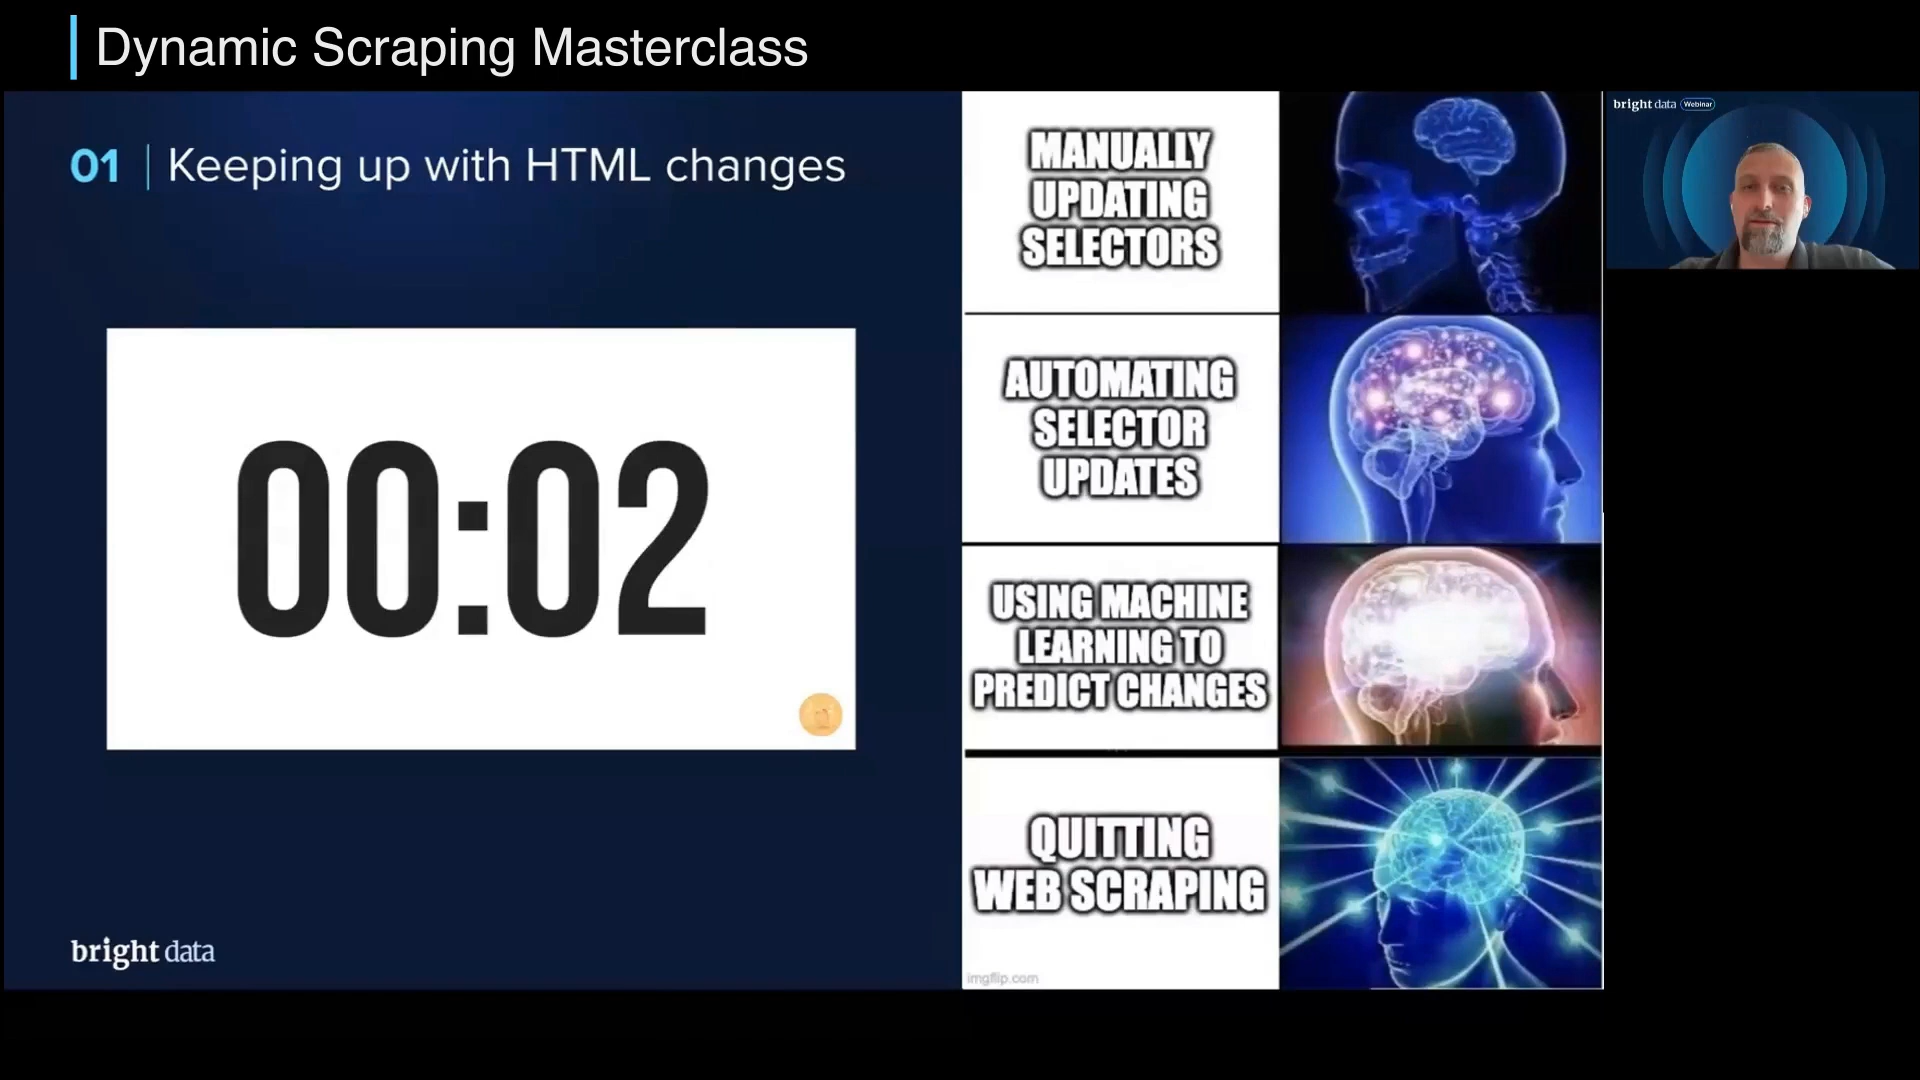 Dynamic Scraping Masterclass
01 | Keeping up with HTML changes
00:02
bright data
MANUALLY
UPDATING
SELECTORS
AUTOMATING
SELECTOR
UPDATES
USING MACHINE
LEARNING TO
PREDICT CHANGES
QUITTING
WEB SCRAPING
imgflip.com
bright data Webinar